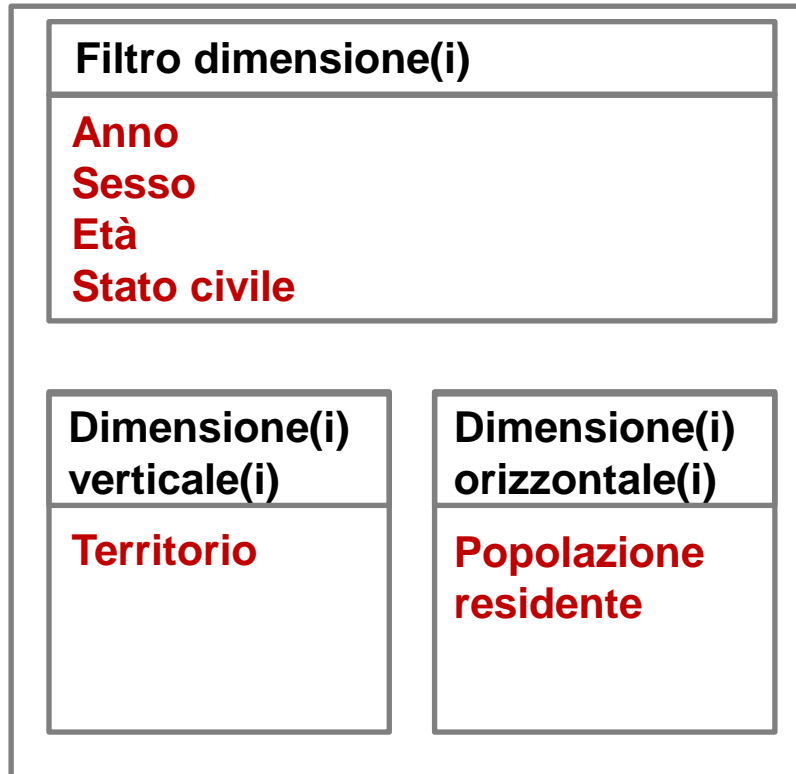 Filtro dimensione(i)
Anno
Sesso
Età
Stato civile
Dimensione(i)
verticale(i)
Territorio
Dimensione(i)
orizzontale(i)
Popolazione
residente